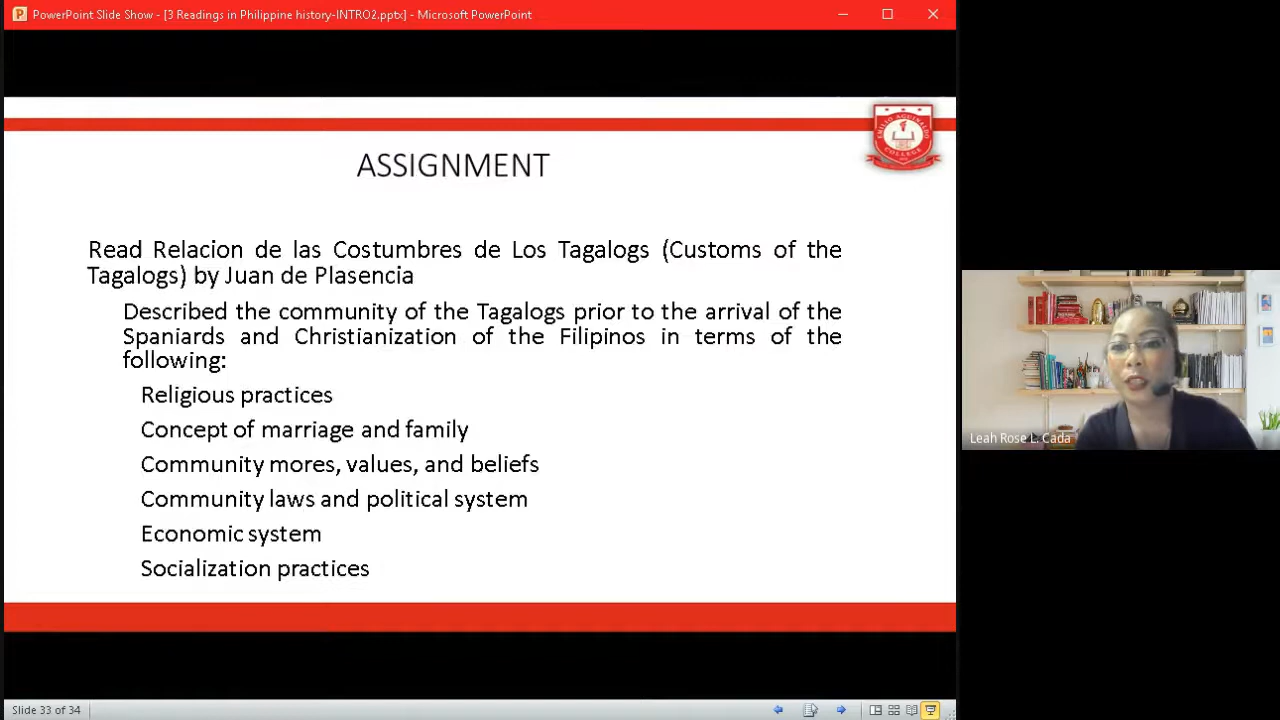 PowerPoint Slide Show - [3 Readings in Philippine history-INTRO2.pptx] - Microsoft PowerPoint
EMILIO AGUINALDO
COLLEGE
ASSIGNMENT
Read Relacion de las Costumbres de Los Tagalogs (Customs of the
Tagalogs) by Juan de Plasencia
Described the community of the Tagalogs prior to the arrival of the
Spaniards and Christianization of the Filipinos in terms of the
following:
Religious practices
Concept of marriage and family
Community mores, values, and beliefs
Community laws and political system
Economic system
Socialization practices
Leah Rose L. Cada
Slide 33 of 34